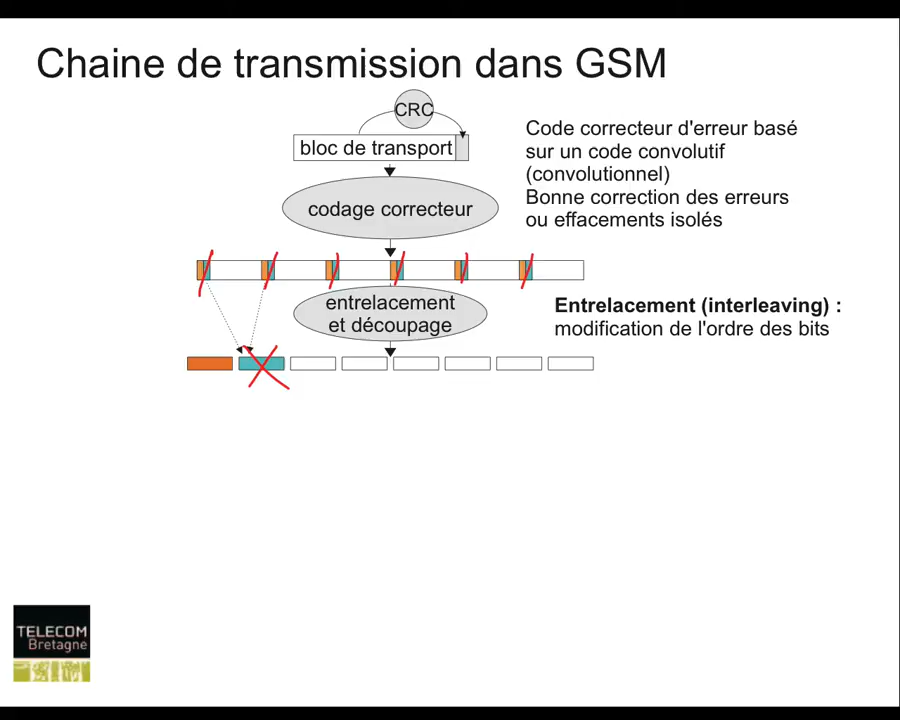 Chaine de transmission dans GSM
CRC
bloc de transport
Code correcteur d'erreur basé
sur un code convolutif
(convolutionnel)
Bonne correction des erreurs
ou effacements isolés
codage correcteur
entrelacement
et découpage
Entrelacement (interleaving) :
modification de l'ordre des bits
TELECOM
Bretagne